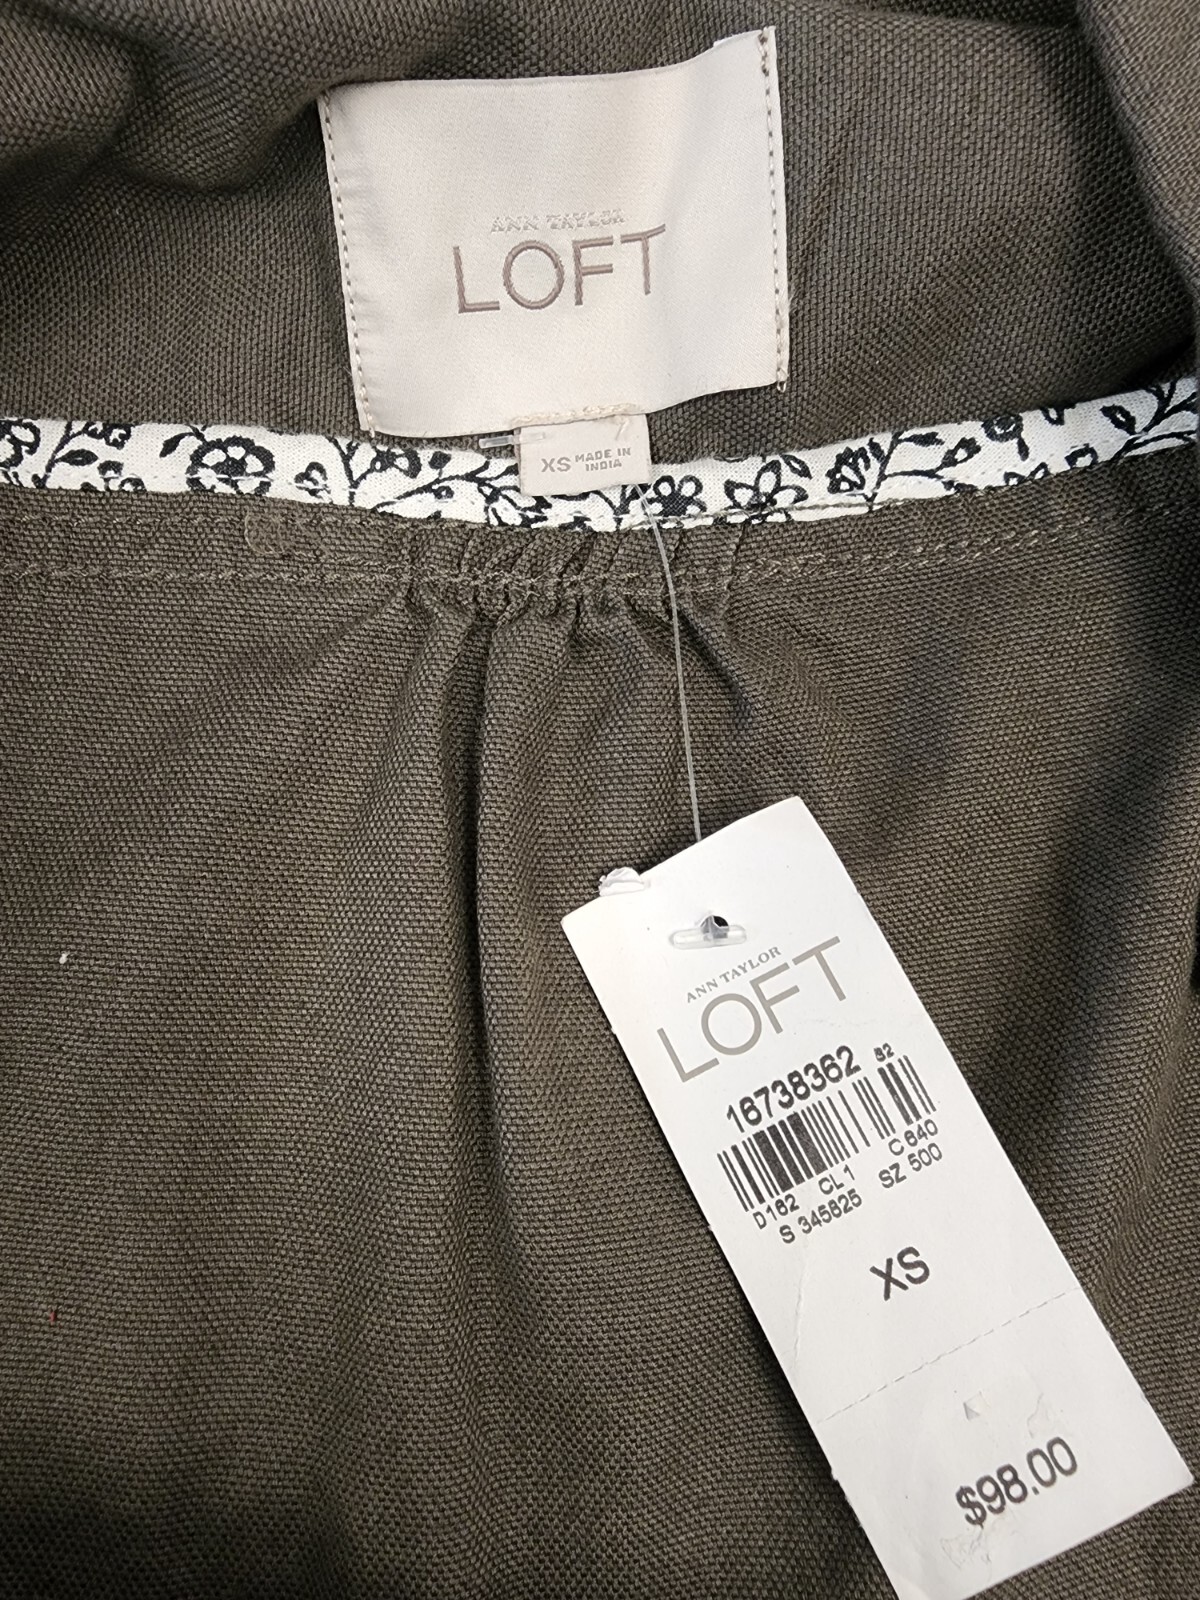 ANN TAYLOR
LOFT
XS MADE IN
INDIA
ANN TAYLOR
LOFT
16738362 82
D182 CL 1 C 640
S 345825 SZ 500
XS
$98.00